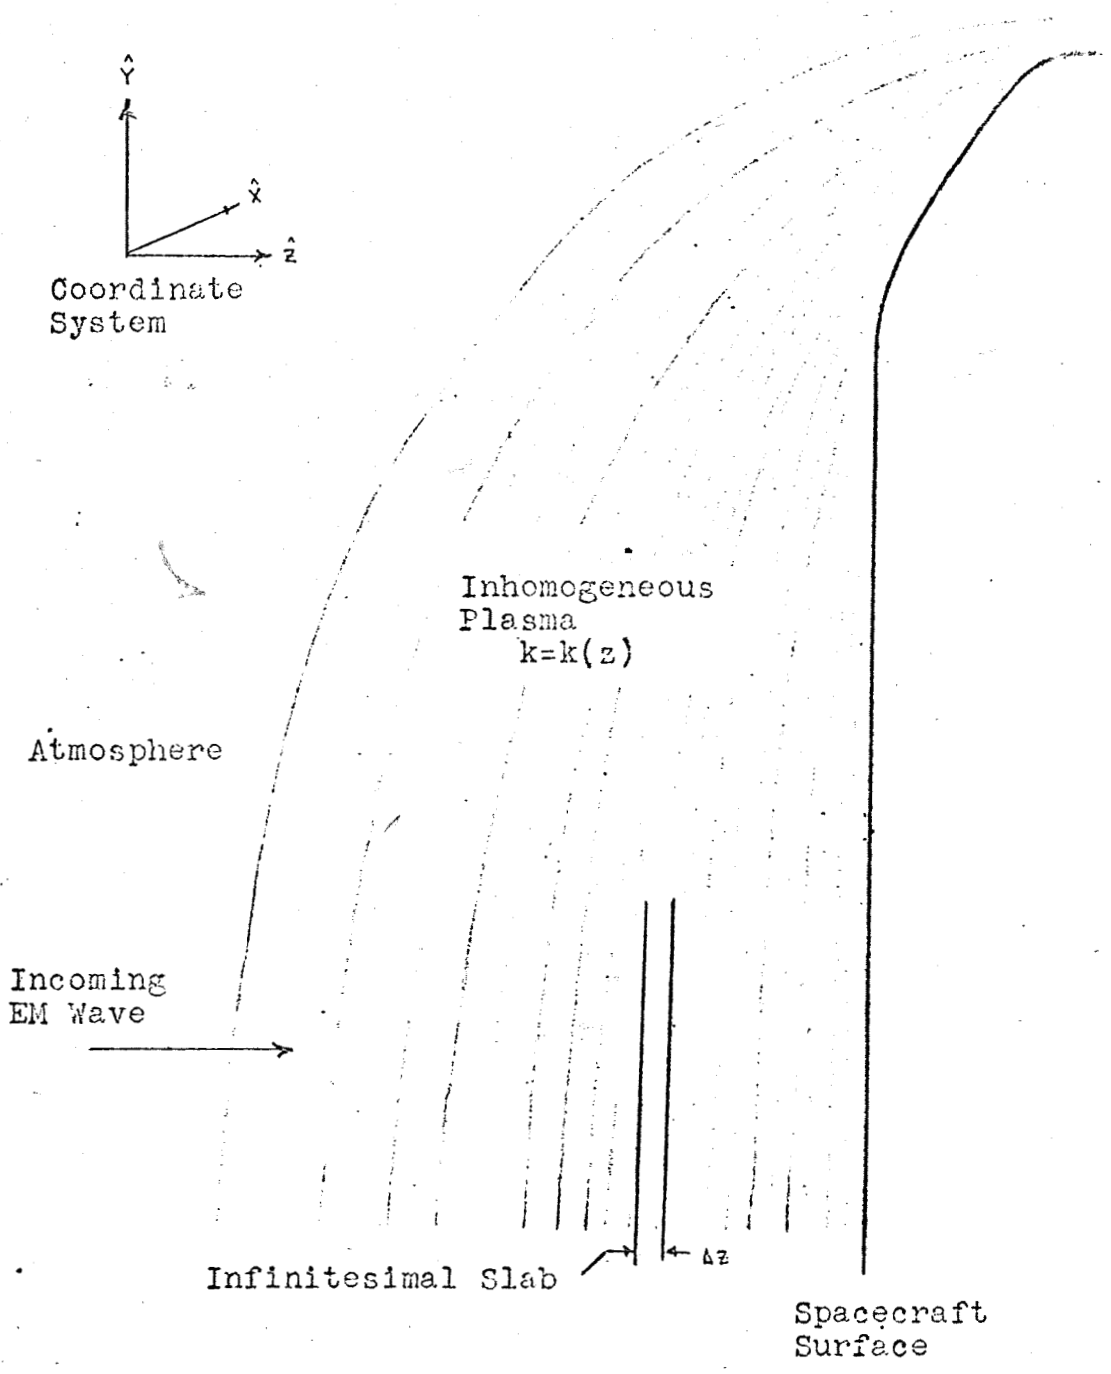 Ŷ
X̂
Ẑ
Coordinate
System
Inhomogeneous
Plasma
k=k(z)
Atmosphere
Incoming
EM Wave
ΔZ
Infinitesimal Slab
Spacecraft
Surface